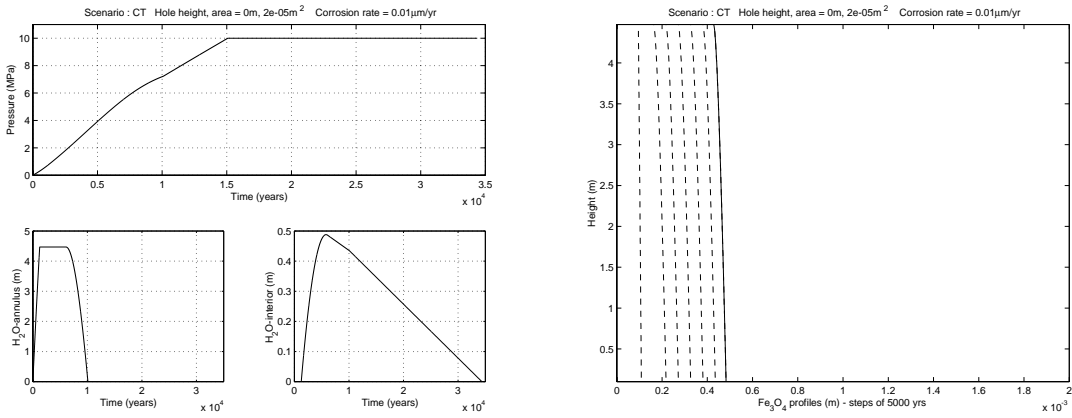 Scenario : CT Hole height, area = 0m, 2e-05m² Corrosion rate = 0.01μm/yr
Pressure (MPa)
10
8
6
4
2
0
0 0.5 1 1.5 2 2.5 3 3.5
Time (years)
x 10⁴
H₂O-annulus (m)
5
4
3
2
1
0
0 1 2 3
Time (years)
x 10⁴
H₂O-interior (m)
0.5
0.4
0.3
0.2
0.1
0
0 1 2 3
Time (years)
x 10⁴
Scenario : CT Hole height, area = 0m, 2e-05m² Corrosion rate = 0.01μm/yr
Height (m)
4
3.5
3
2.5
2
1.5
1
0.5
0 0.2 0.4 0.6 0.8 1 1.2 1.4 1.6 1.8 2
Fe₃O₄ profiles (m) - steps of 5000 yrs
x 10⁻³